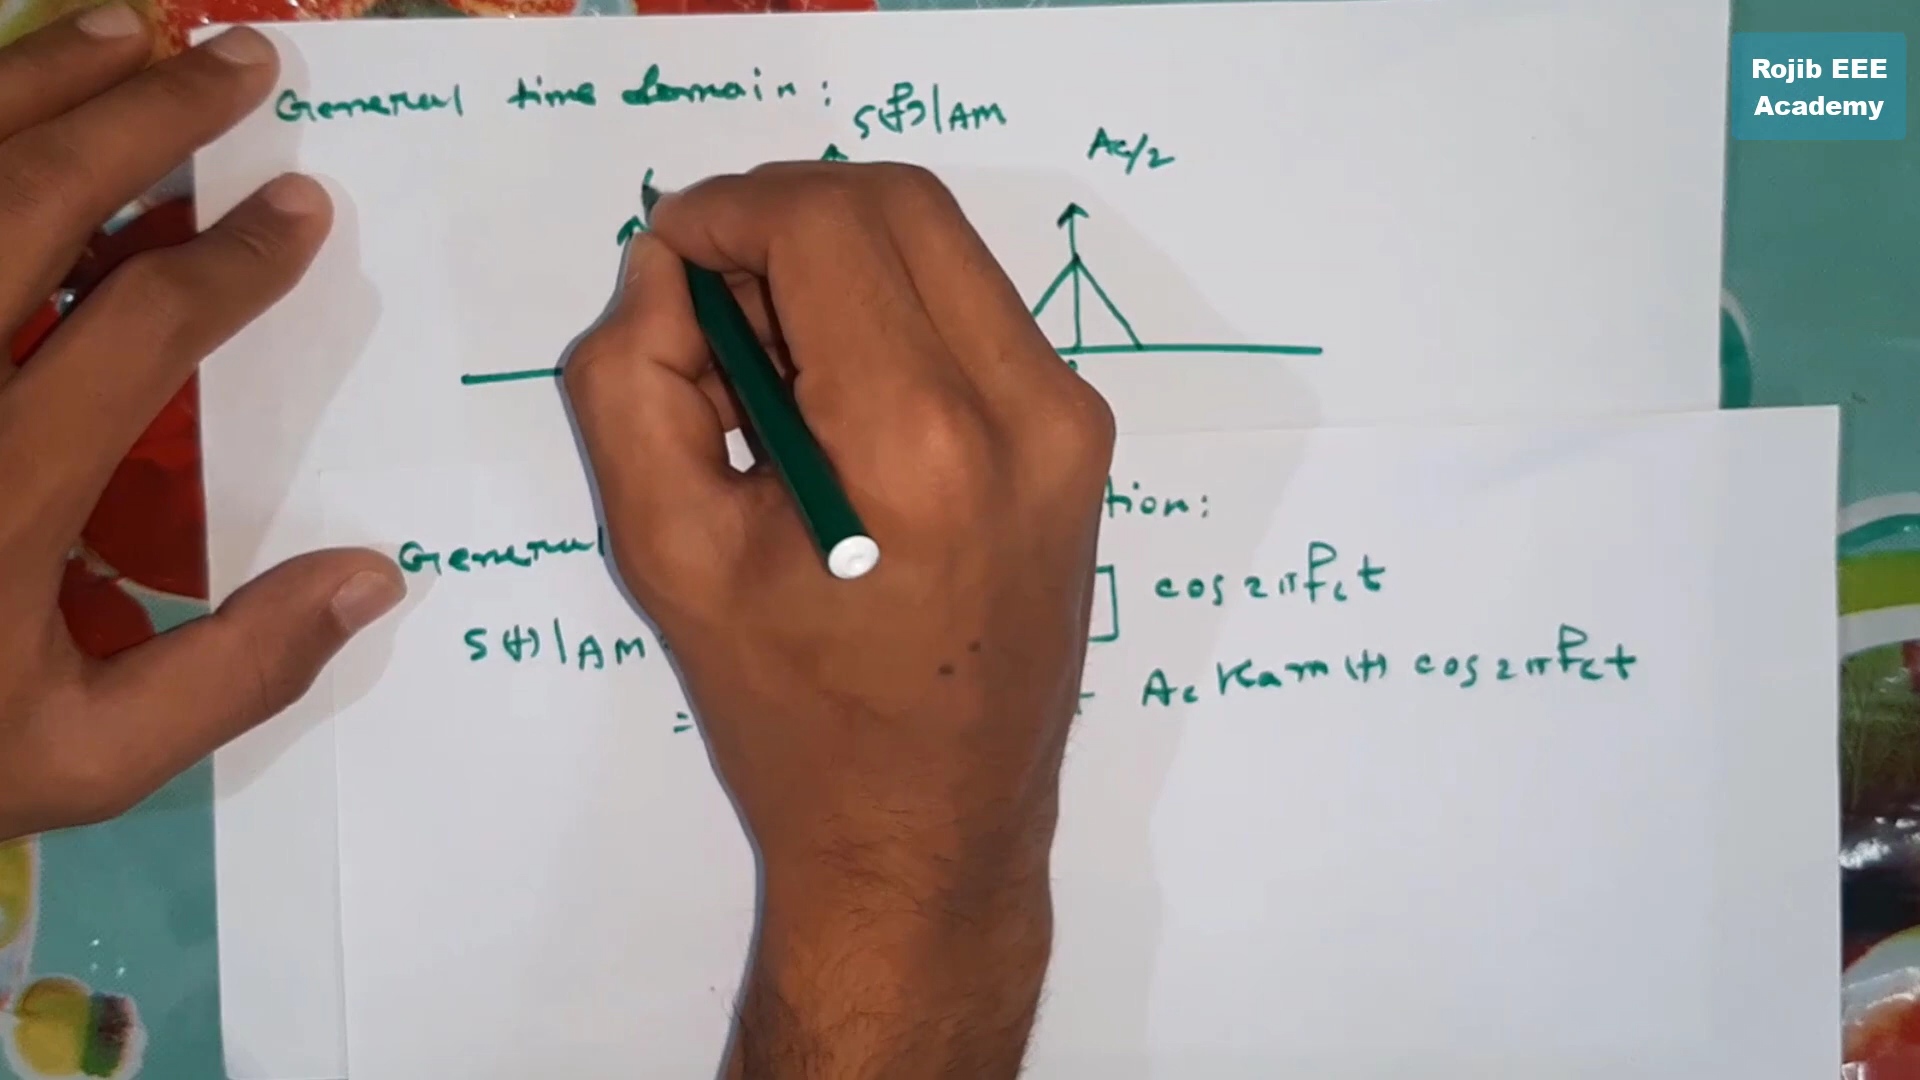 General time domain:
S(f)|AM
Ac/2
tion:
General
] cos 2πfct
S(t)|AM
= Ac Kam(t) cos 2πfct
Rojib EEE
Academy